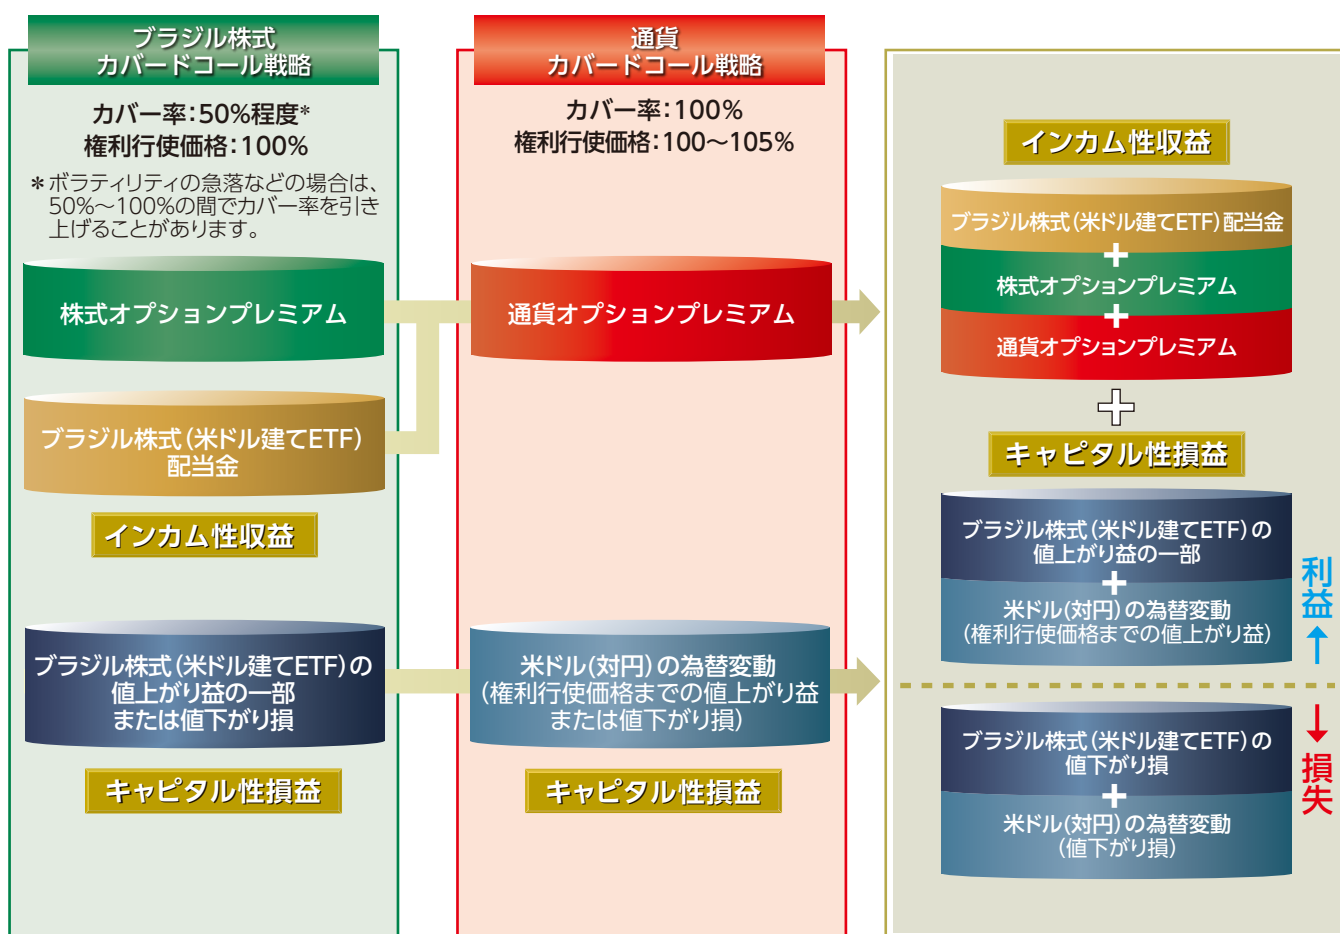 ブラジル株式
カバードコール戦略
カバー率:50%程度*
権利行使価格:100%
*ボラティリティの急落などの場合は、
50%～100%の間でカバー率を引き
上げることがあります。
株式オプションプレミアム
ブラジル株式(米ドル建てETF)
配当金
インカム性収益
ブラジル株式(米ドル建てETF)の
値上がり益の一部
または値下がり損
キャピタル性損益
通貨
カバードコール戦略
カバー率:100%
権利行使価格:100～105%
通貨オプションプレミアム
米ドル(対円)の為替変動
(権利行使価格までの値上がり益
または値下がり損)
キャピタル性損益
インカム性収益
ブラジル株式(米ドル建てETF)配当金
+
株式オプションプレミアム
+
通貨オプションプレミアム
+
キャピタル性損益
ブラジル株式(米ドル建てETF)の
値上がり益の一部
+
米ドル(対円)の為替変動
(権利行使価格までの値上がり益)
利益↑
↓損失
ブラジル株式(米ドル建てETF)の
値下がり損
+
米ドル(対円)の為替変動
(値下がり損)